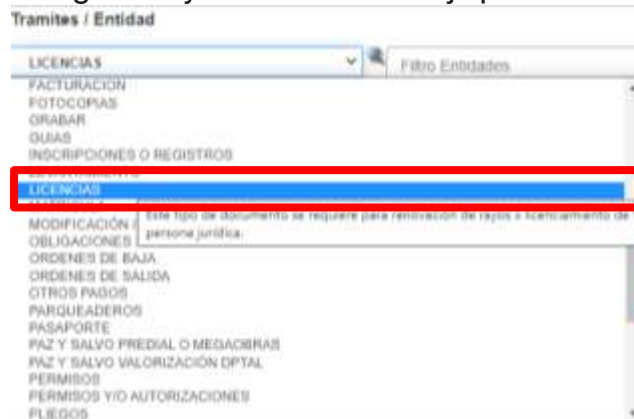 Tramites / Entidad
LICENCIAS
Filtro Entidades
FACTURACION
FOTOCOPIAS
GRABAR
GUIAS
INSCRIPCIONES O REGISTROS
LICENCIAS
Este tipo de documento se requiere para renovación de rayos x licenciamiento de
MODIFICACIÓN
persona jurídica.
OBLIGACIONES
ORDENES DE BAJA
ORDENES DE SALIDA
OTROS PAGOS
PARQUEADEROS
PASAPORTE
PAZ Y SALVO PREDIAL O MEGAOBRAS
PAZ Y SALVO VALORIZACIÓN DPTAL
PERMISOS
PERMISOS Y/O AUTORIZACIONES
PLIEGOS